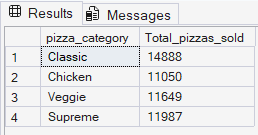 Results Messages
pizza_category Total_pizzas_sold
1 Classic 14888
2 Chicken 11050
3 Veggie 11649
4 Supreme 11987